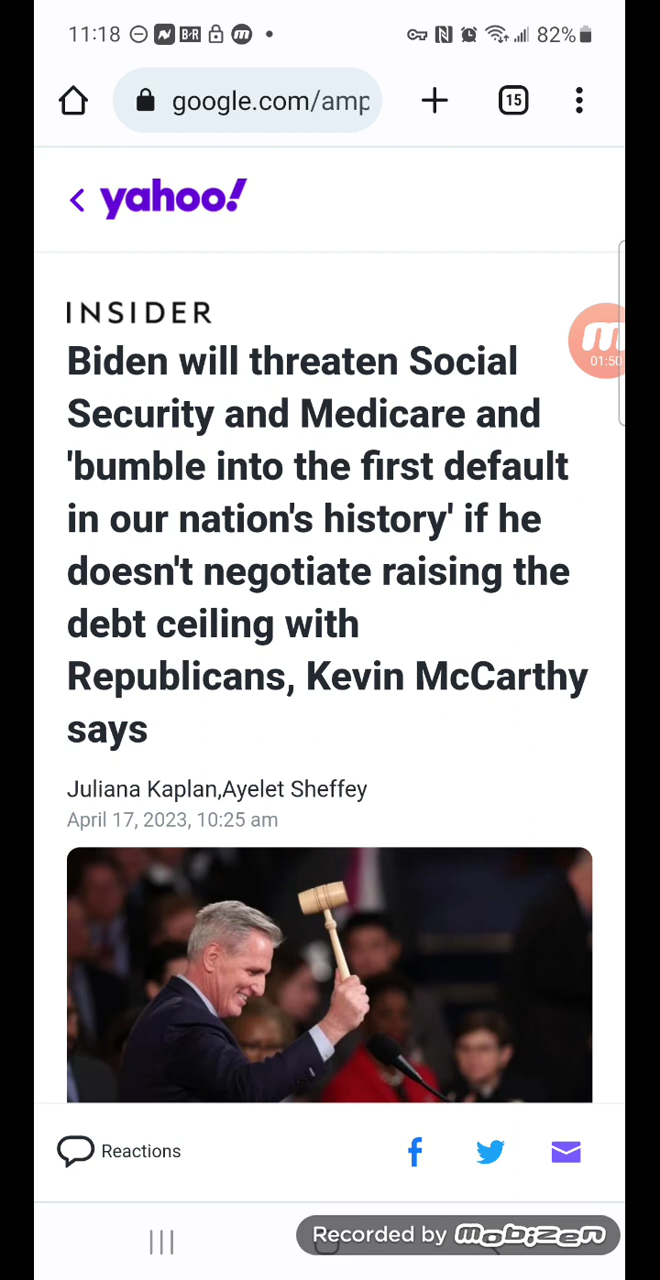 11:18 N B/R m 82%
google.com/amp 15
yahoo!
INSIDER
m
01:50
Biden will threaten Social
Security and Medicare and
'bumble into the first default
in our nation's history' if he
doesn't negotiate raising the
debt ceiling with
Republicans, Kevin McCarthy
says
Juliana Kaplan,Ayelet Sheffey
April 17, 2023, 10:25 am
Reactions
Recorded by mobizen